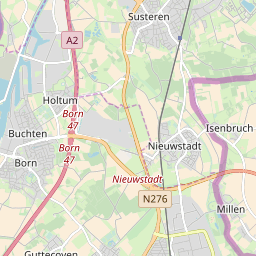 Susteren
A2
Holtum
Born
47
Isenbruch
Buchten
Born
47
Nieuwstadt
Born
Nieuwstadt
N276
Millen
Guttecoven